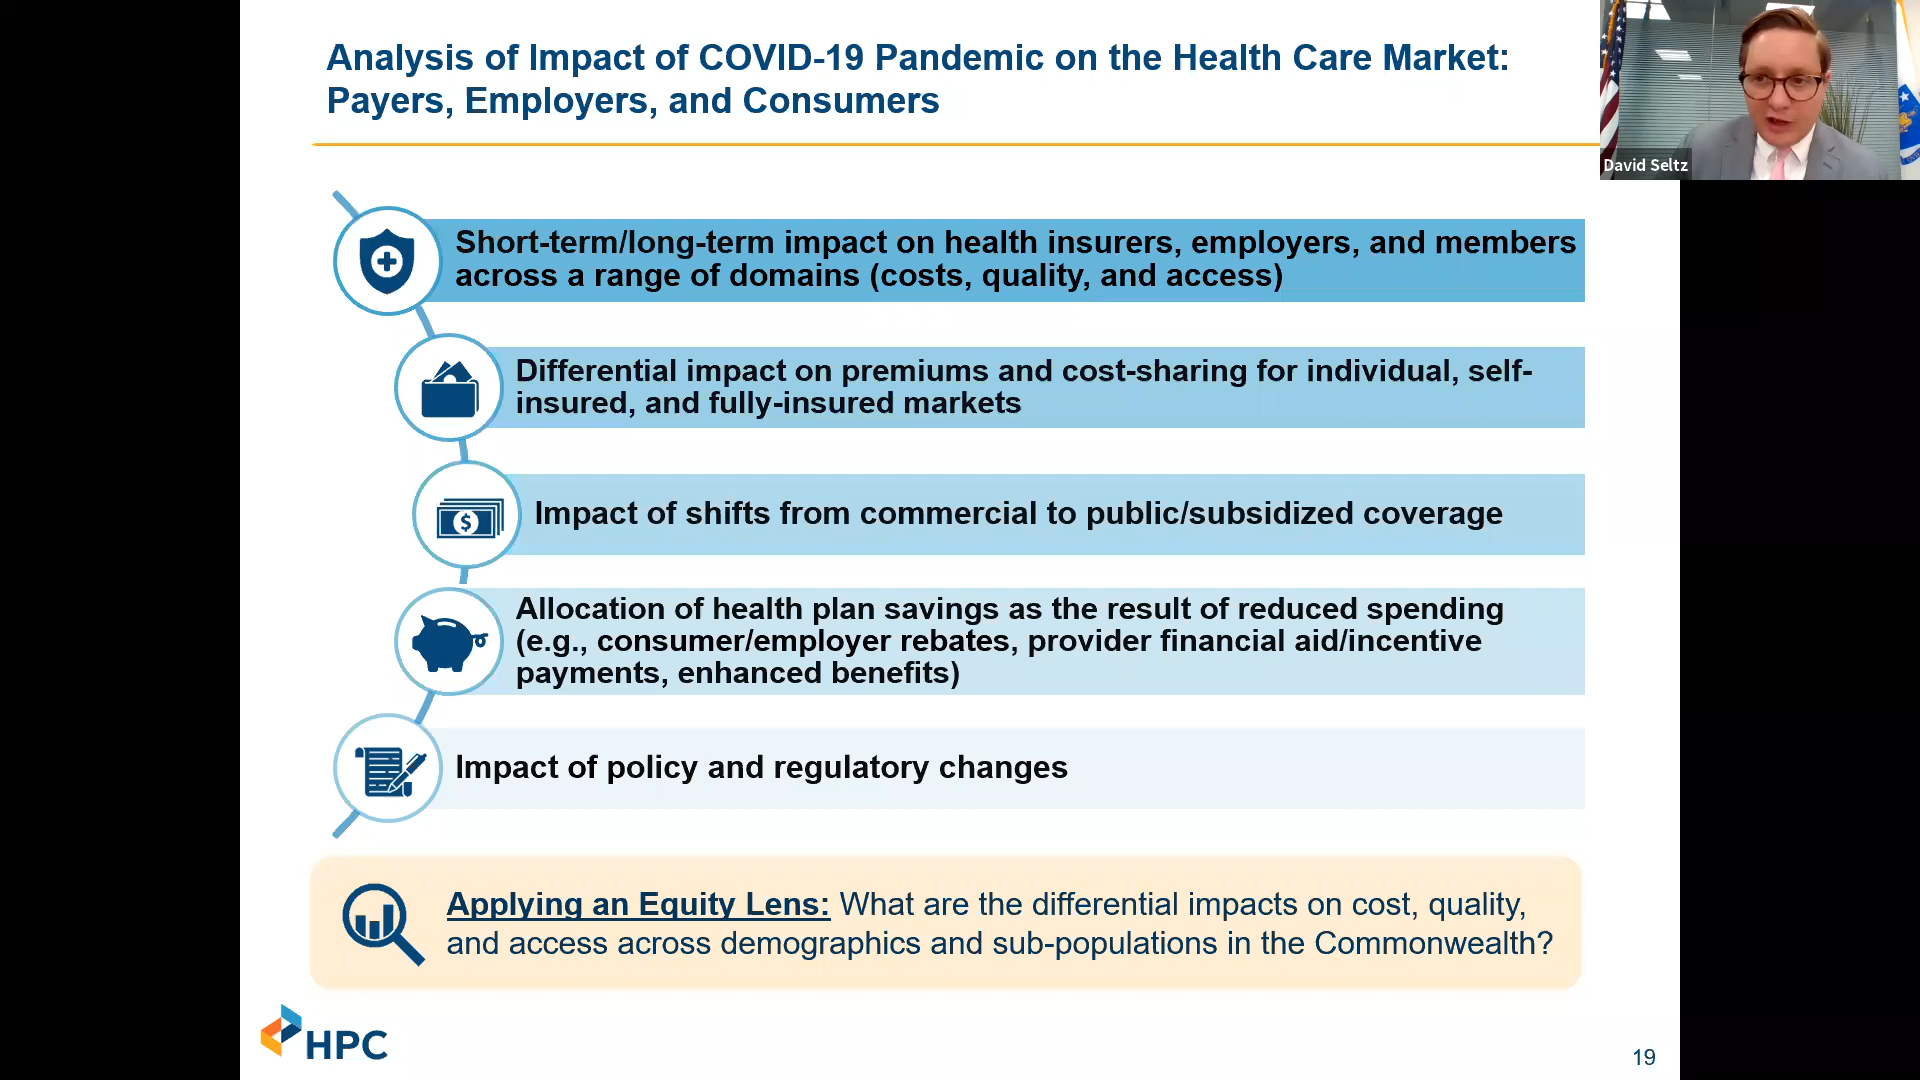 Analysis of Impact of COVID-19 Pandemic on the Health Care Market:
Payers, Employers, and Consumers
David Seltz
Short-term/long-term impact on health insurers, employers, and members
across a range of domains (costs, quality, and access)
Differential impact on premiums and cost-sharing for individual, self-
insured, and fully-insured markets
$
Impact of shifts from commercial to public/subsidized coverage
Allocation of health plan savings as the result of reduced spending
(e.g., consumer/employer rebates, provider financial aid/incentive
payments, enhanced benefits)
Impact of policy and regulatory changes
Applying an Equity Lens: What are the differential impacts on cost, quality,
and access across demographics and sub-populations in the Commonwealth?
HPC
19